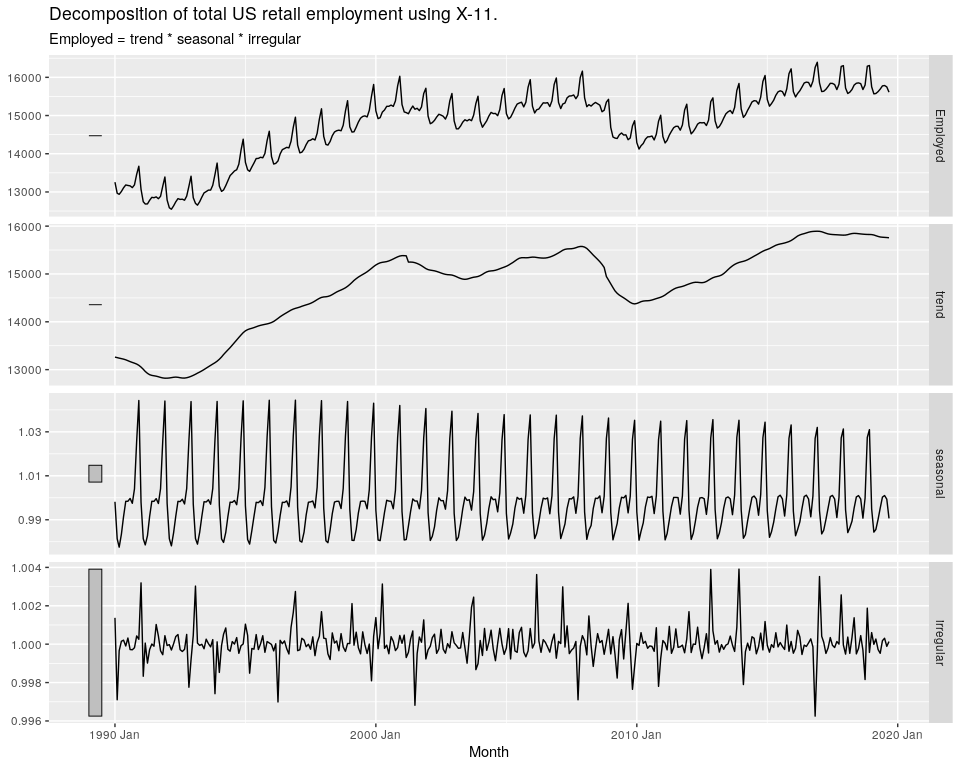 Decomposition of total US retail employment using X-11.
Employed = trend * seasonal * irregular
16000
15000
14000
13000
Employed
16000
15000
14000
13000
trend
1.03
1.01
0.99
seasonal
1.004
1.002
1.000
0.998
0.996
irregular
1990 Jan
2000 Jan
2010 Jan
2020 Jan
Month